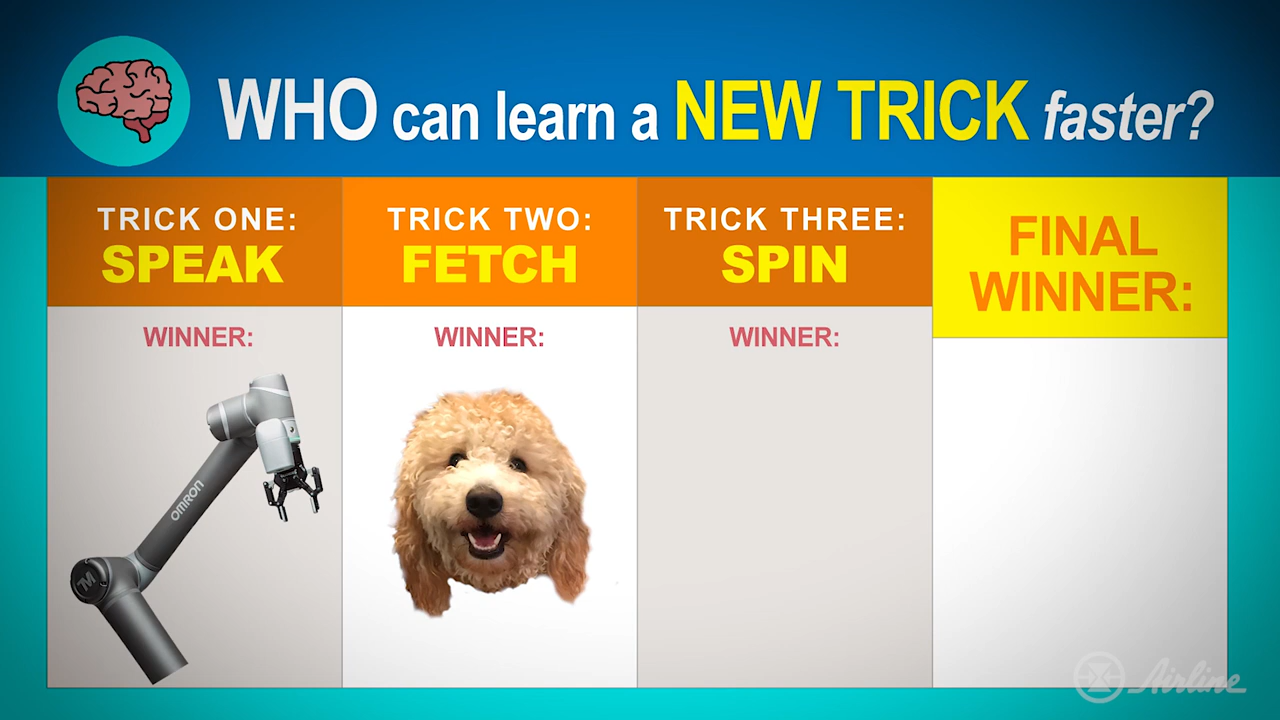 WHO can learn a NEW TRICK faster?
TRICK ONE:
SPEAK
TRICK TWO:
FETCH
TRICK THREE:
SPIN
FINAL
WINNER:
WINNER:
WINNER:
WINNER:
OMRON
TM
Airline